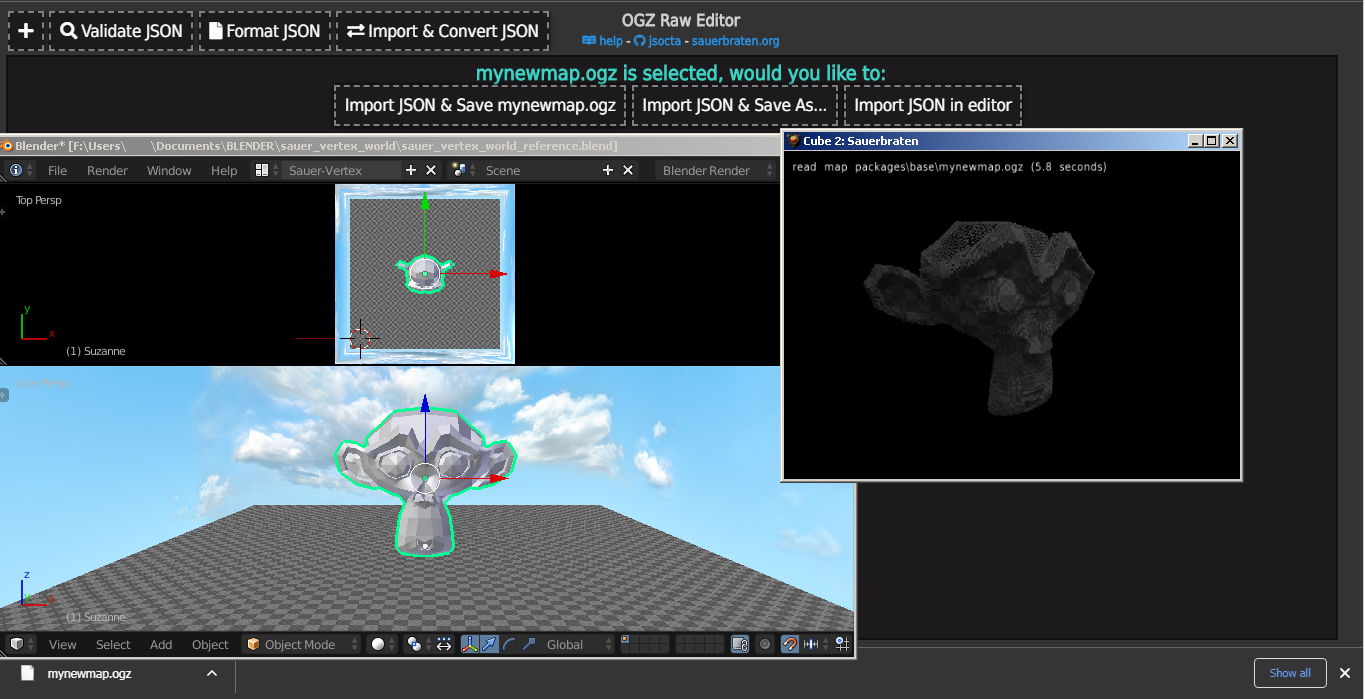 OGZ Raw Editor
Validate JSON Format JSON Import & Convert JSON
help - jsocta - sauerbraten.org
mynewmap.ogz is selected, would you like to:
Import JSON & Save mynewmap.ogz Import JSON & Save As... Import JSON in editor
Blender* [F:\Users\ \Documents\BLENDER\sauer_vertex_world\sauer_vertex_world_reference.blend]
File Render Window Help Sauer-Vertex Scene Blender Render
Top Persp
y
x
(1) Suzanne
z
x
(1) Suzanne
View Select Add Object Object Mode Global
Cube 2: Sauerbraten
read map packages\base\mynewmap.ogz (5.8 seconds)
mynewmap.ogz
Show all